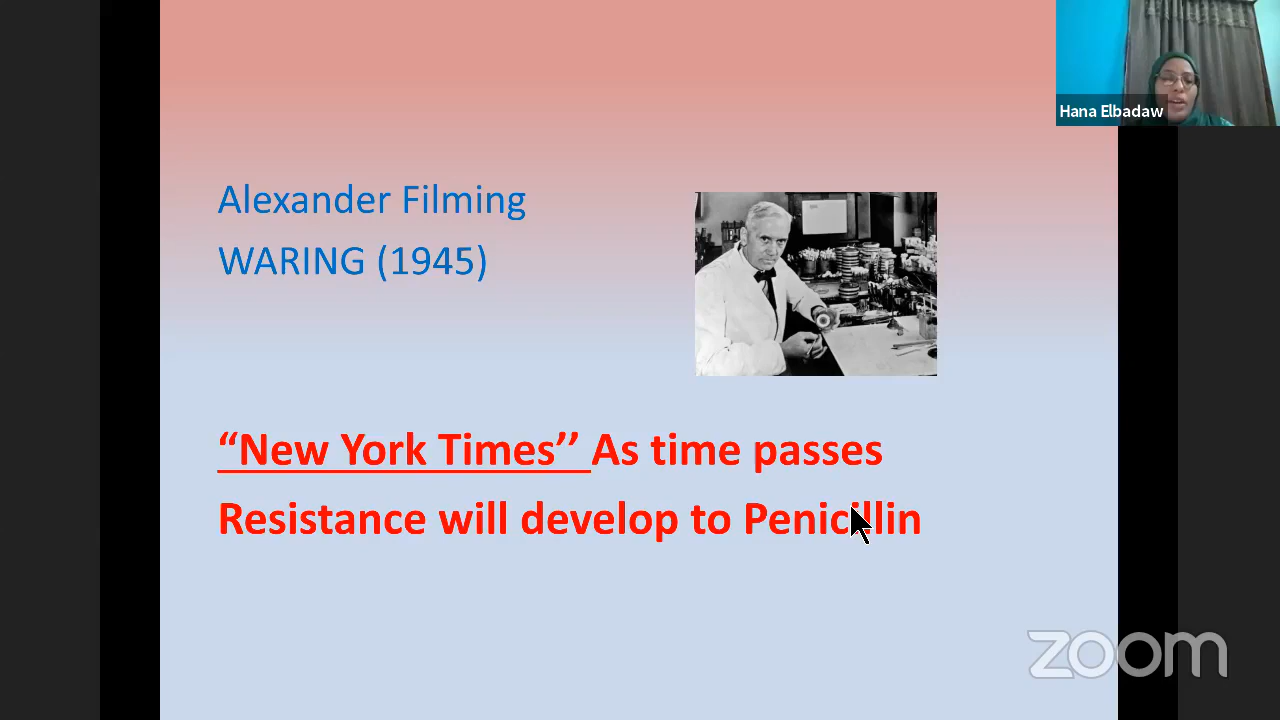 Hana Elbadaw
Alexander Filming
WARING (1945)
“New York Times’’ As time passes
Resistance will develop to Penicillin
zoom